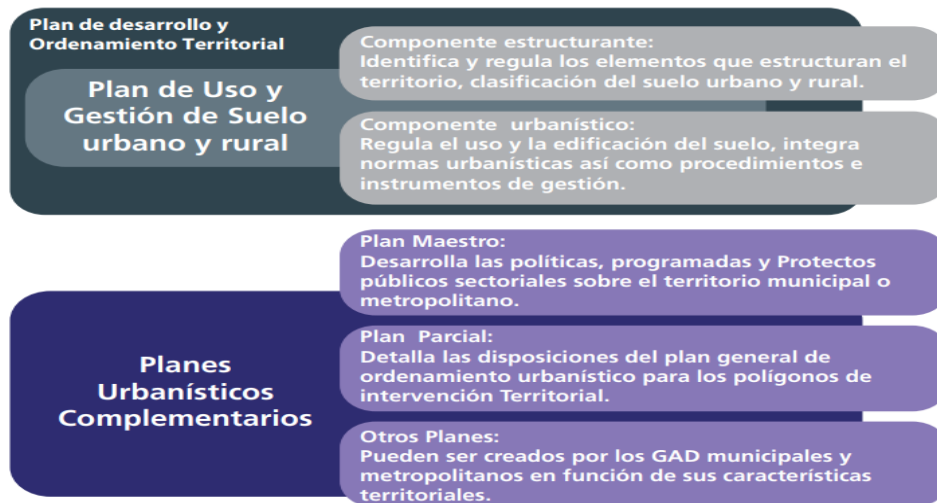 Plan de desarrollo y
Ordenamiento Territorial
Plan de Uso y
Gestión de Suelo
urbano y rural
Componente estructurante:
Identifica y regula los elementos que estructuran el
territorio, clasificación del suelo urbano y rural.
Componente urbanístico:
Regula el uso y la edificación del suelo, integra
normas urbanísticas así como procedimientos e
instrumentos de gestión.
Planes
Urbanísticos
Complementarios
Plan Maestro:
Desarrolla las políticas, programadas y Protectos
públicos sectoriales sobre el territorio municipal o
metropolitano.
Plan Parcial:
Detalla las disposiciones del plan general de
ordenamiento urbanístico para los polígonos de
intervención Territorial.
Otros Planes:
Pueden ser creados por los GAD municipales y
metropolitanos en función de sus características
territoriales.